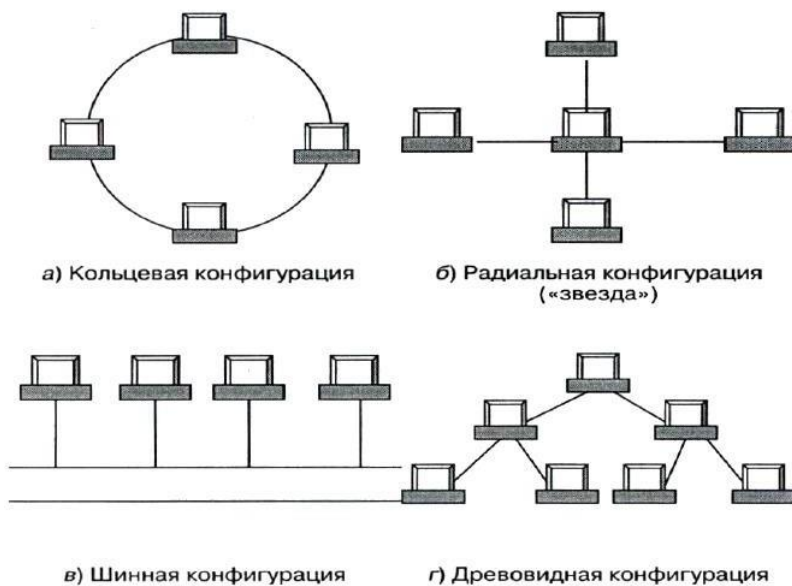 а) Кольцевая конфигурация
б) Радиальная конфигурация
(«звезда»)
в) Шинная конфигурация
г) Древовидная конфигурация